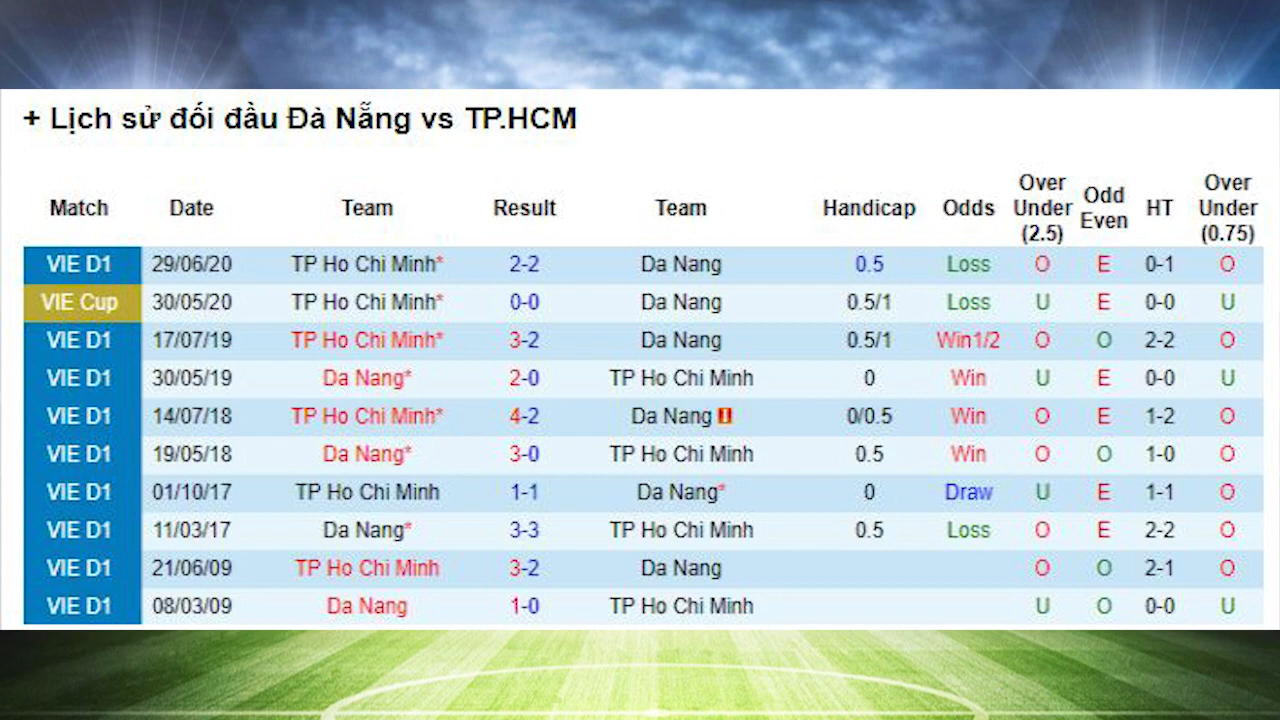 + Lịch sử đối đầu Đà Nẵng vs TP.HCM
Match Date Team Result Team Handicap Odds Over Under (2.5) Odd Even HT Over Under (0.75)
VIE D1 29/06/20 TP Ho Chi Minh* 2-2 Da Nang 0.5 Loss O E 0-1 O
VIE Cup 30/05/20 TP Ho Chi Minh* 0-0 Da Nang 0.5/1 Loss U E 0-0 U
VIE D1 17/07/19 TP Ho Chi Minh* 3-2 Da Nang 0.5/1 Win1/2 O O 2-2 O
VIE D1 30/05/19 Da Nang* 2-0 TP Ho Chi Minh 0 Win U E 0-0 U
VIE D1 14/07/18 TP Ho Chi Minh* 4-2 Da Nang 0/0.5 Win O E 1-2 O
VIE D1 19/05/18 Da Nang* 3-0 TP Ho Chi Minh 0.5 Win O O 1-0 O
VIE D1 01/10/17 TP Ho Chi Minh 1-1 Da Nang* 0 Draw U E 1-1 O
VIE D1 11/03/17 Da Nang* 3-3 TP Ho Chi Minh 0.5 Loss O E 2-2 O
VIE D1 21/06/09 TP Ho Chi Minh 3-2 Da Nang O O 2-1 O
VIE D1 08/03/09 Da Nang 1-0 TP Ho Chi Minh U O 0-0 U